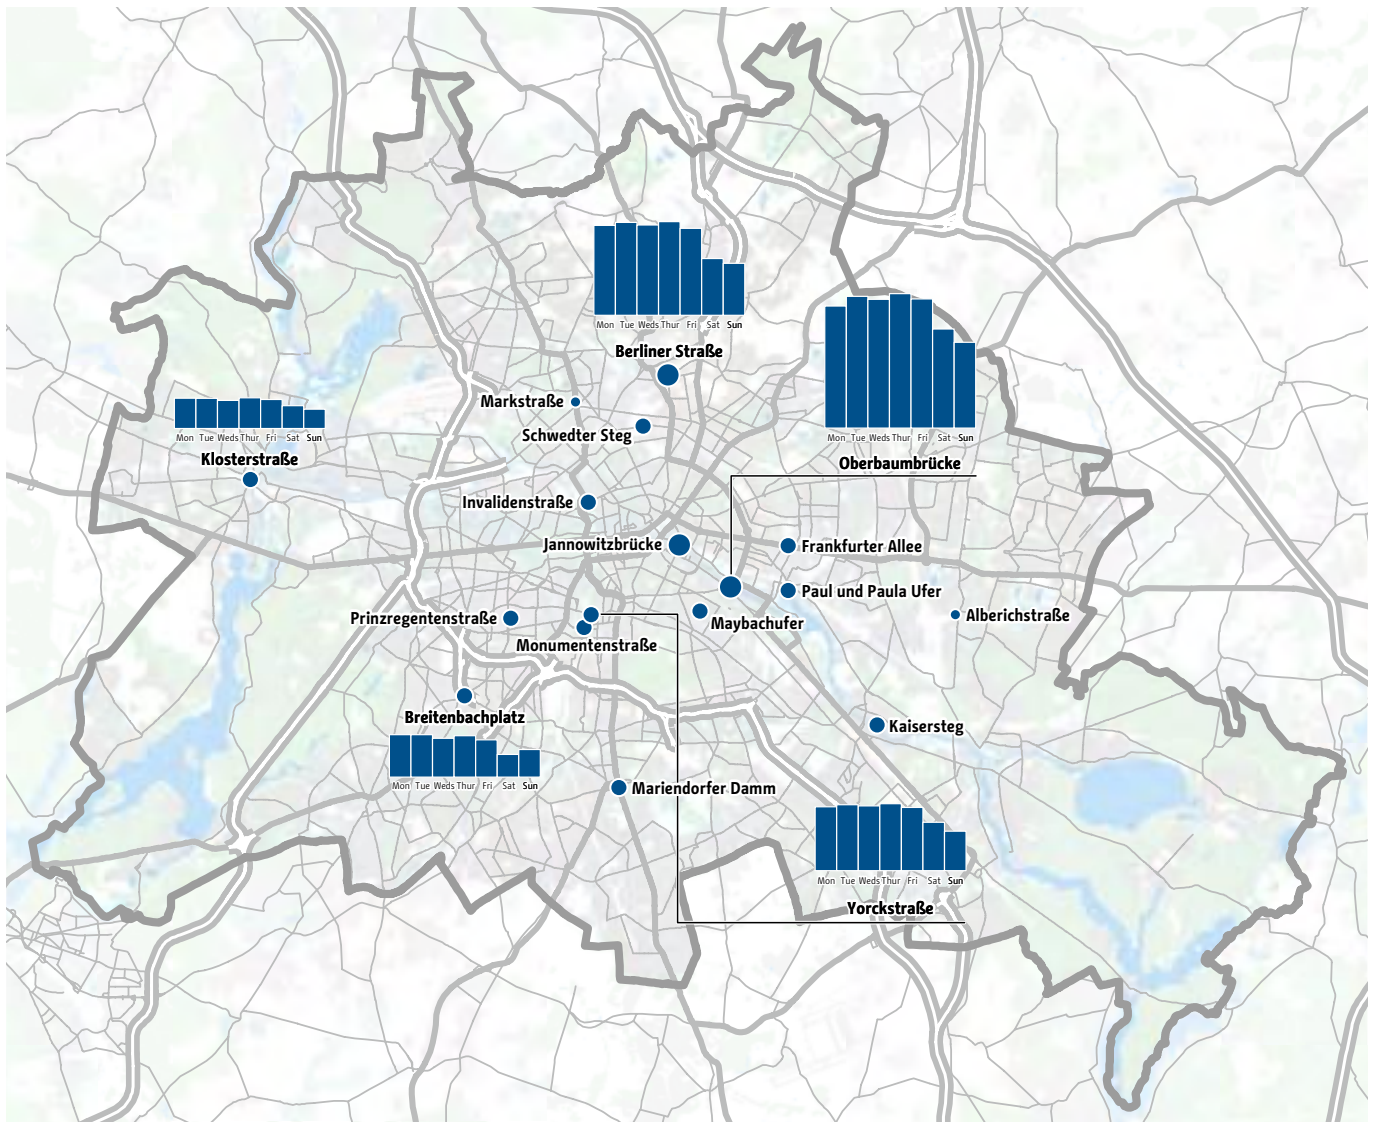 Mon Tue Weds Thur Fri Sat Sun
Berliner Straße
Markstraße
Schwedter Steg
Mon Tue Weds Thur Fri Sat Sun
Klosterstraße
Mon Tue Weds Thur Fri Sat Sun
Oberbaumbrücke
Invalidenstraße
Jannowitzbrücke
Frankfurter Allee
Paul und Paula Ufer
Alberichstraße
Maybachufer
Prinzregentenstraße
Monumentenstraße
Breitenbachplatz
Mon Tue Weds Thur Fri Sat Sun
Kaisersteg
Mariendorfer Damm
Mon Tue Weds Thur Fri Sat Sun
Yorckstraße